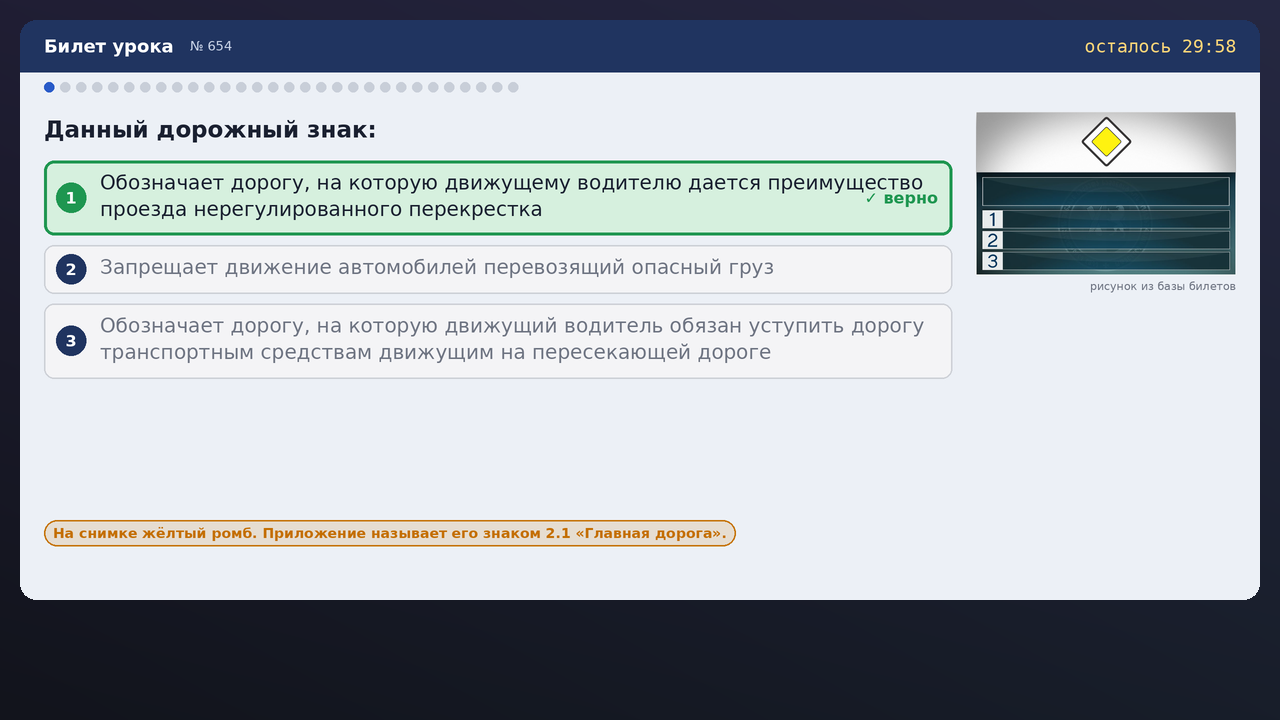 Билет урока № 654 осталось 29:58
Данный дорожный знак:
1 Обозначает дорогу, на которую движущему водителю дается преимущество
проезда нерегулированного перекрестка
✓ верно
2 Запрещает движение автомобилей перевозящий опасный груз
3 Обозначает дорогу, на которую движущий водитель обязан уступить дорогу
транспортным средствам движущим на пересекающей дороге
1
2
3
рисунок из базы билетов
На снимке жёлтый ромб. Приложение называет его знаком 2.1 «Главная дорога».